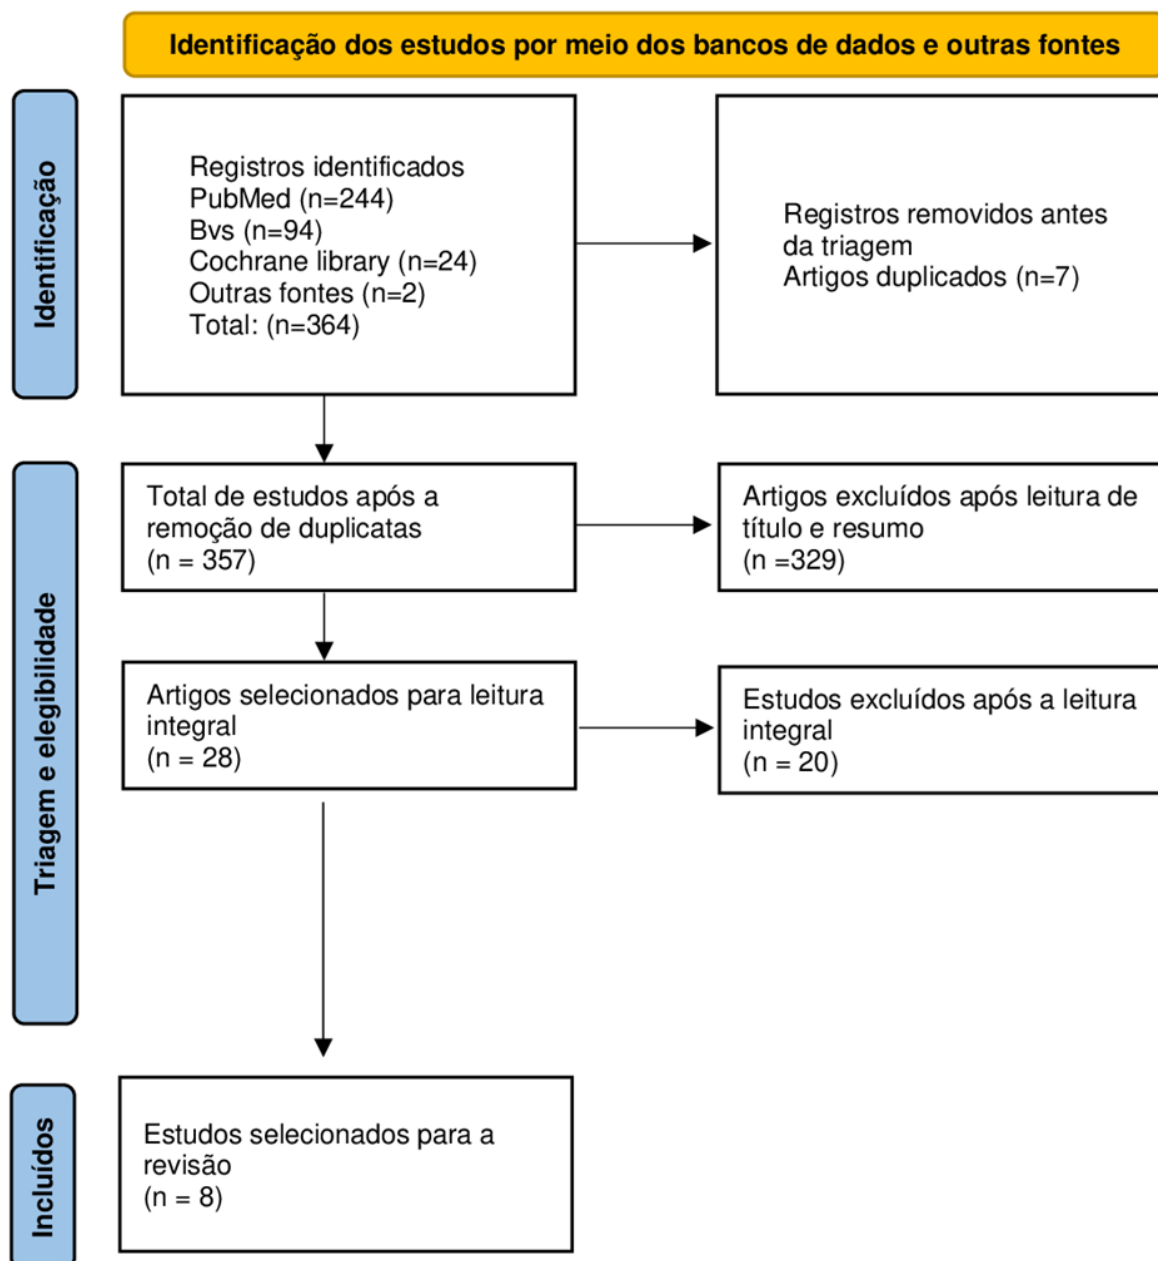 Identificação dos estudos por meio dos bancos de dados e outras fontes
Identificação
Registros identificados
PubMed (n=244)
Bvs (n=94)
Cochrane library (n=24)
Outras fontes (n=2)
Total: (n=364)
Registros removidos antes
da triagem
Artigos duplicados (n=7)
Triagem e elegibilidade
Total de estudos após a
remoção de duplicatas
(n = 357)
Artigos excluídos após leitura de
título e resumo
(n =329)
Artigos selecionados para leitura
integral
(n = 28)
Estudos excluídos após a leitura
integral
(n = 20)
Incluídos
Estudos selecionados para a
revisão
(n = 8)